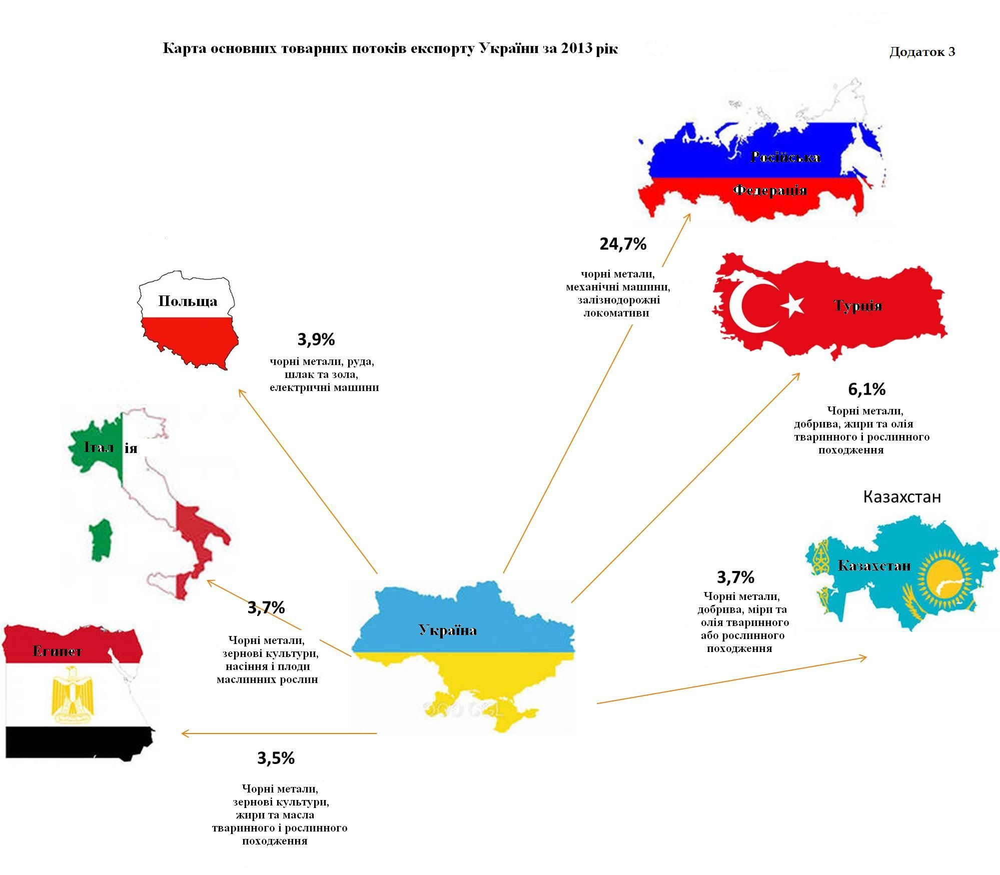 Карта основних товарних потоків експорту України за 2013 рік
Додаток 3
Російська
Федерація
24,7%
чорні метали,
механічні машини,
залізнодорожні
локомативи
Турція
6,1%
Чорні метали,
добрива, жири та олія
тваринного і рослинного
походження
Польща
3,9%
чорні метали, руда,
шлак та зола,
електричні машини
Італ ія
3,7%
Чорні метали,
зернові культури,
насіння і плоди
маслинних рослин
Казахстан
Казахстан
3,7%
Чорні метали,
добрива, міри та
олія тваринного
або рослинного
походження
Україна
Египет
3,5%
Чорні метали,
зернові культури,
жири та масла
тваринного і рослинного
походження